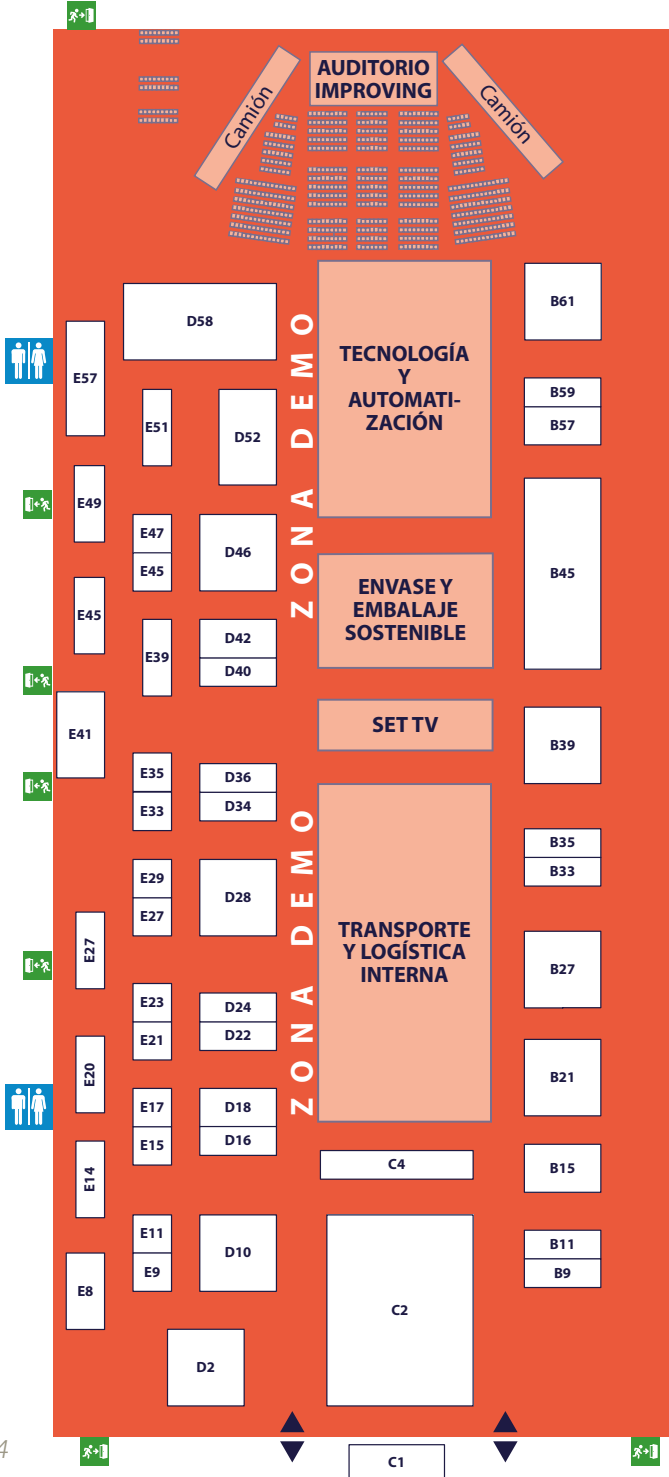 AUDITORIO
IMPROVING
Camión
Camión
D58
B61
E57
TECNOLOGÍA
Y
AUTOMATI-
ZACIÓN
ZONA DEMO
E51
D52
B59
B57
E49
E47
E45
D46
ENVASE Y
EMBALAJE
SOSTENIBLE
B45
E45
E39
D42
D40
E41
SET TV
B39
E35
E33
D36
D34
ZONA DEMO
TRANSPORTE
Y LOGÍSTICA
INTERNA
B35
B33
E29
E27
D28
E27
B27
E23
E21
D24
D22
E20
B21
E17
E15
D18
D16
E14
C4
B15
E11
E9
D10
B11
B9
E8
C2
D2
4
C1